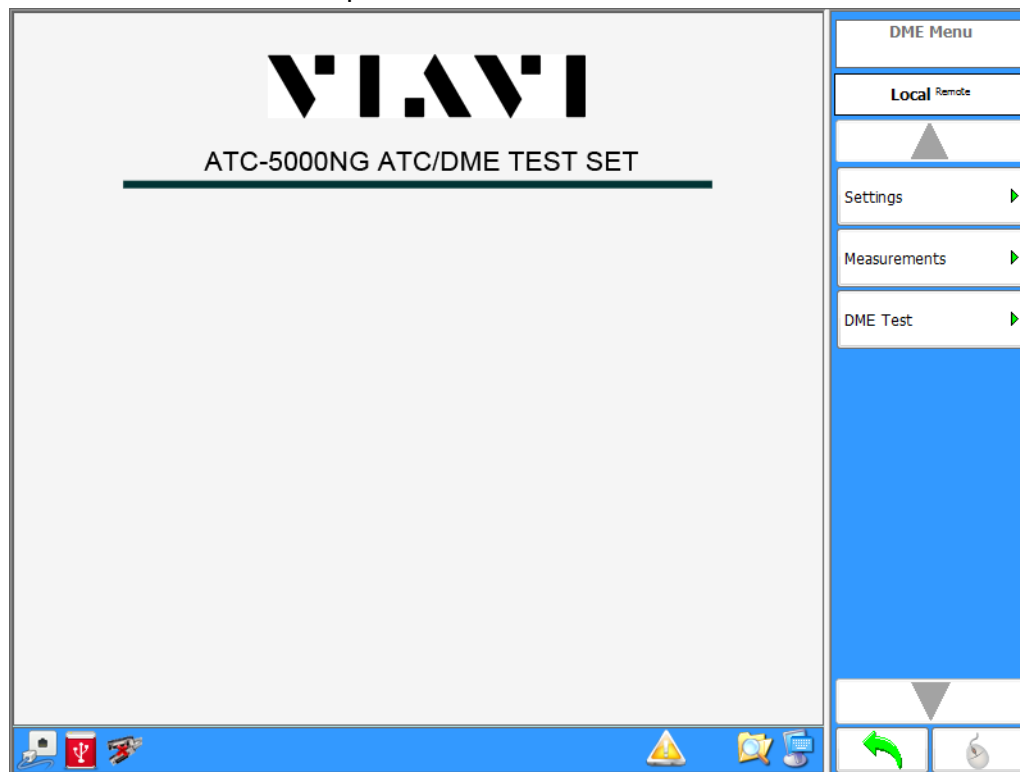 VIAVI
ATC-5000NG ATC/DME TEST SET
DME Menu
Local Remote
Settings
Measurements
DME Test